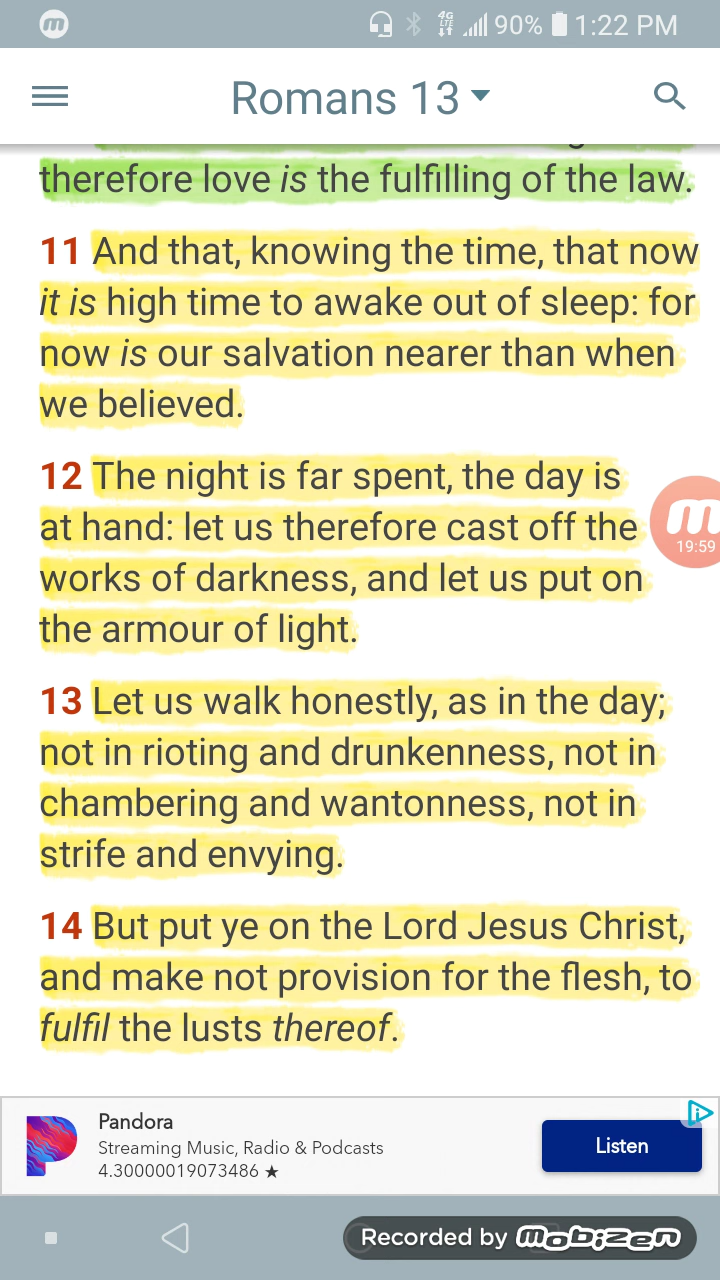 90% 1:22 PM
Romans 13
therefore love is the fulfilling of the law.
11 And that, knowing the time, that now
it is high time to awake out of sleep: for
now is our salvation nearer than when
we believed.
12 The night is far spent, the day is
at hand: let us therefore cast off the
works of darkness, and let us put on
the armour of light.
19:59
13 Let us walk honestly, as in the day;
not in rioting and drunkenness, not in
chambering and wantonness, not in
strife and envying.
14 But put ye on the Lord Jesus Christ,
and make not provision for the flesh, to
fulfil the lusts thereof.
Pandora
Streaming Music, Radio & Podcasts
4.30000019073486 ★
Listen
Recorded by mobizen